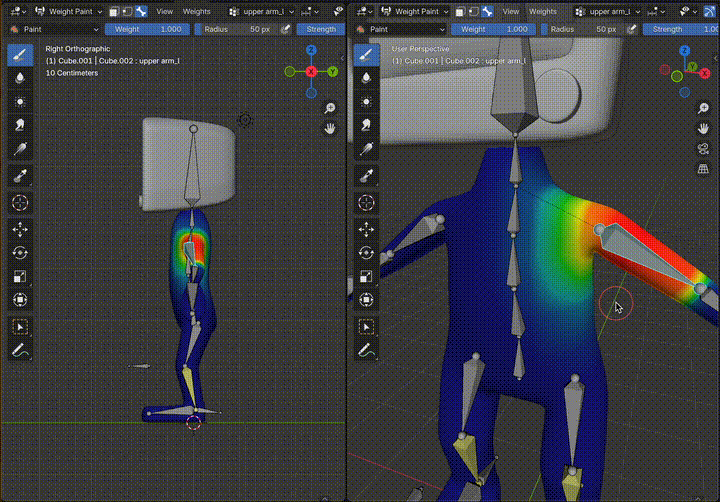 Weight Paint
View
Weights
upper arm_l
Weight Paint
View
Weights
upper arm_l
Paint
Weight
1.000
Radius
50 px
Strength
Paint
Weight
1.000
Radius
50 px
Strength
1.0
Right Orthographic
(1) Cube.001 | Cube.002 : upper arm_l
10 Centimeters
Z
X
Y
User Perspective
(1) Cube.001 | Cube.002 : upper arm_l
Z
Y